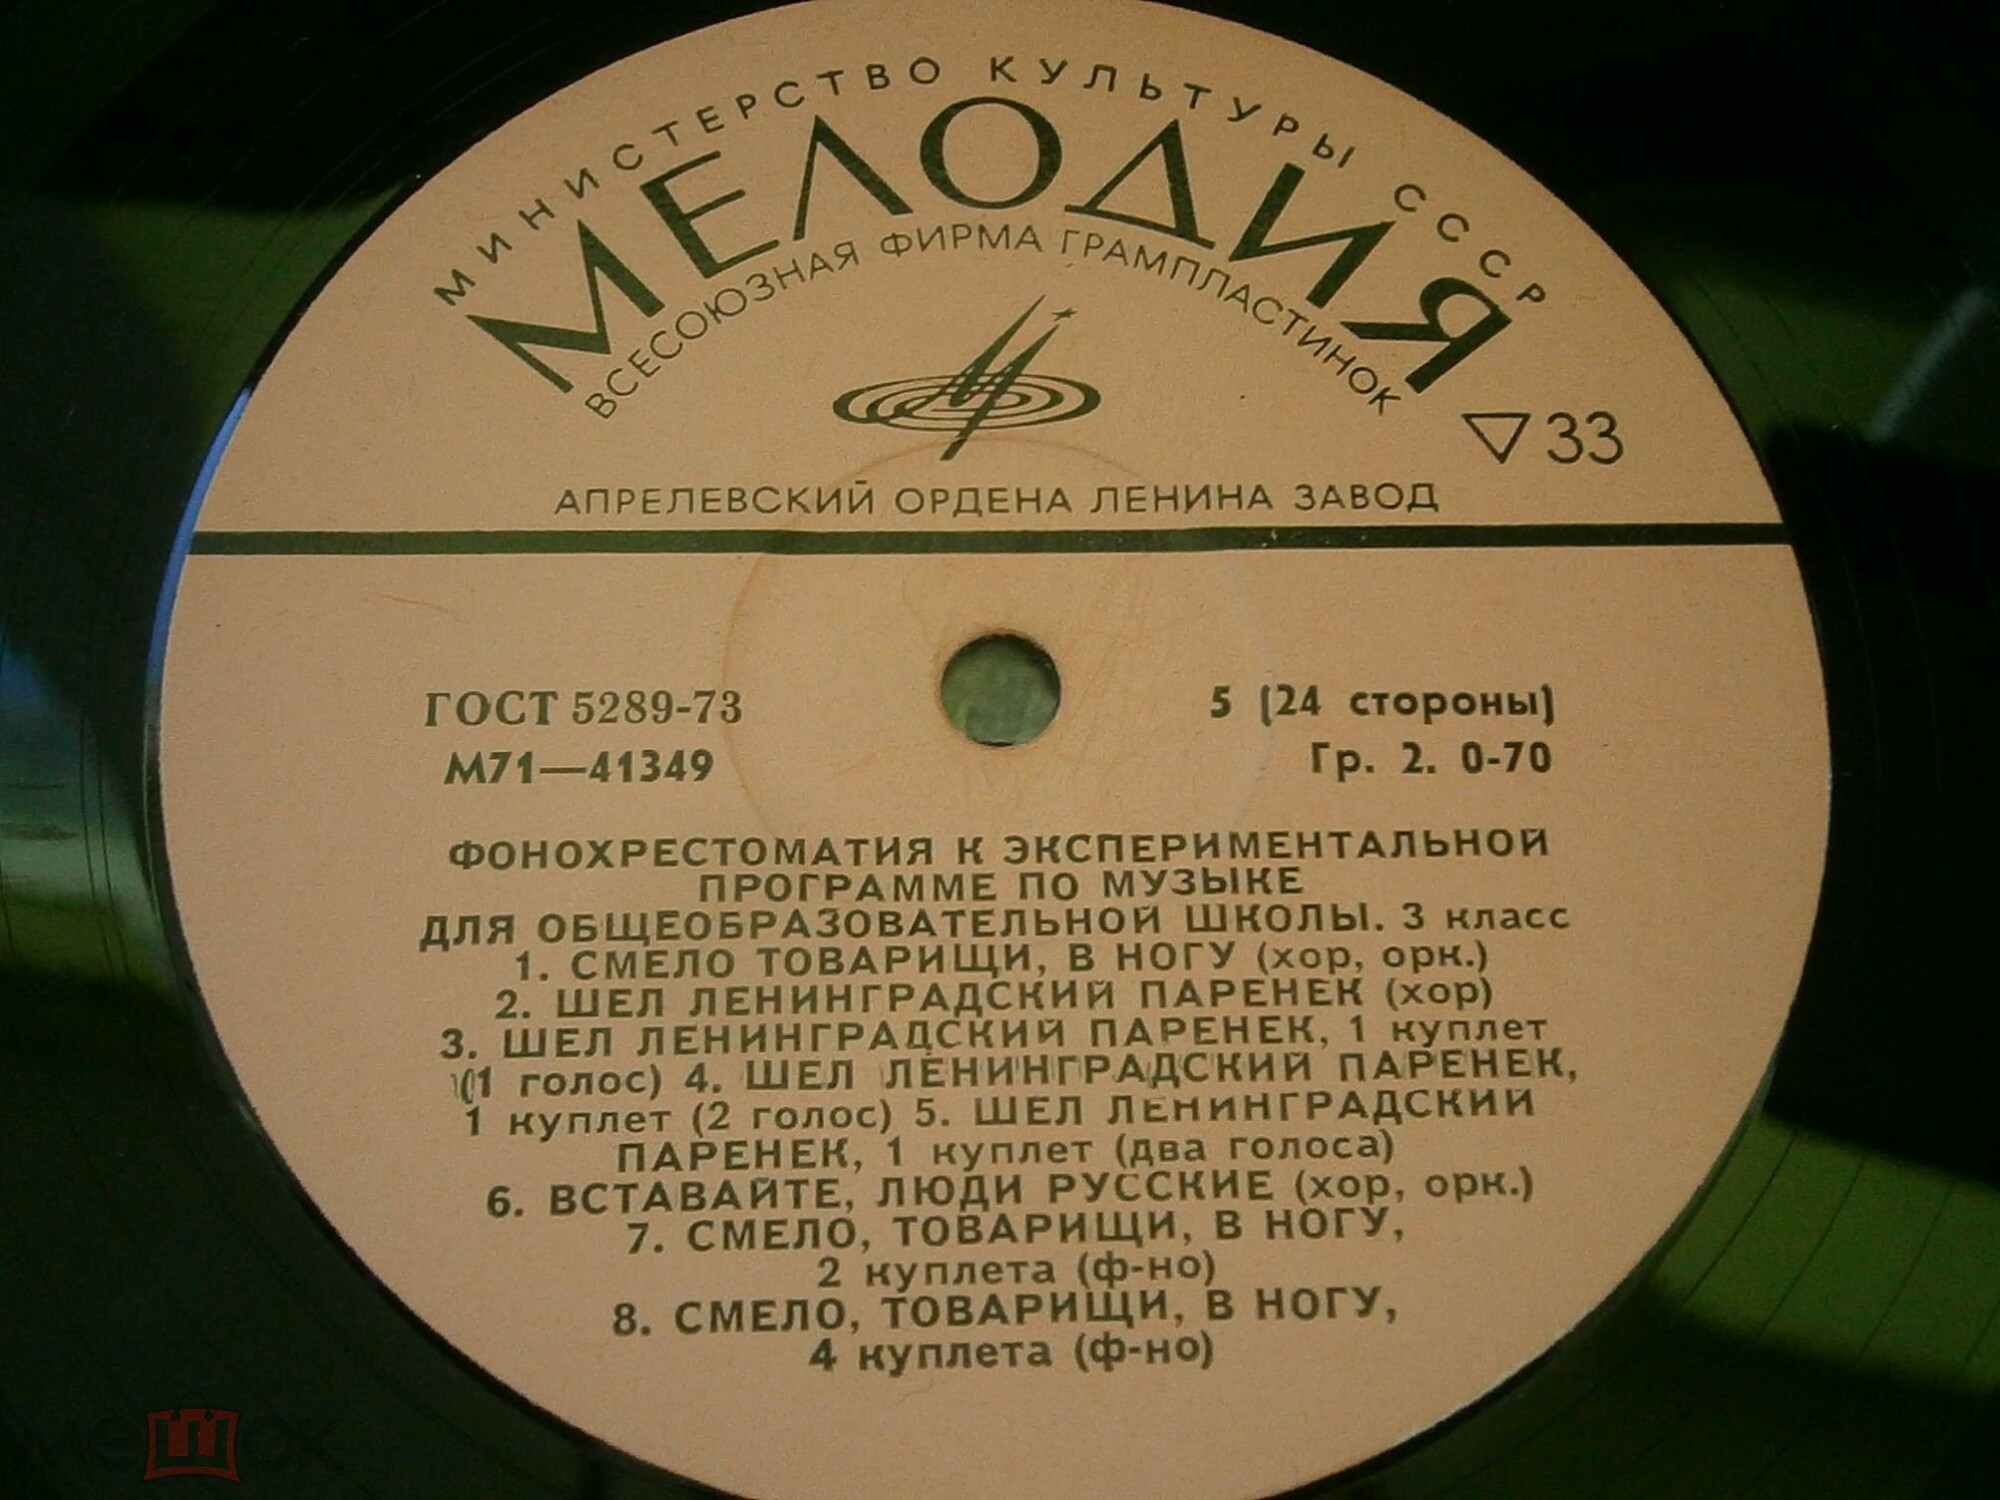 МИНИСТЕРСТВО КУЛЬТУРЫ СССР
МЕЛОДИЯ
ВСЕСОЮЗНАЯ ФИРМА ГРАМПЛАСТИНОК
33
АПРЕЛЕВСКИЙ ОРДЕНА ЛЕНИНА ЗАВОД
ГОСТ 5289-73
5 (24 стороны)
М71—41349
Гр. 2. 0-70
ФОНОХРЕСТОМАТИЯ К ЭКСПЕРИМЕНТАЛЬНОЙ
ПРОГРАММЕ ПО МУЗЫКЕ
ДЛЯ ОБЩЕОБРАЗОВАТЕЛЬНОЙ ШКОЛЫ. 3 класс
1. СМЕЛО ТОВАРИЩИ, В НОГУ (хор, орк.)
2. ШЕЛ ЛЕНИНГРАДСКИЙ ПАРЕНЕК (хор)
3. ШЕЛ ЛЕНИНГРАДСКИЙ ПАРЕНЕК, 1 куплет
(1 голос) 4. ШЕЛ ЛЕНИНГРАДСКИЙ ПАРЕНЕК,
1 куплет (2 голос) 5. ШЕЛ ЛЕНИНГРАДСКИЙ
ПАРЕНЕК, 1 куплет (два голоса)
6. ВСТАВАЙТЕ, ЛЮДИ РУССКИЕ (хор, орк.)
7. СМЕЛО, ТОВАРИЩИ, В НОГУ,
2 куплета (ф-но)
8. СМЕЛО, ТОВАРИЩИ, В НОГУ,
4 куплета (ф-но)
мешок